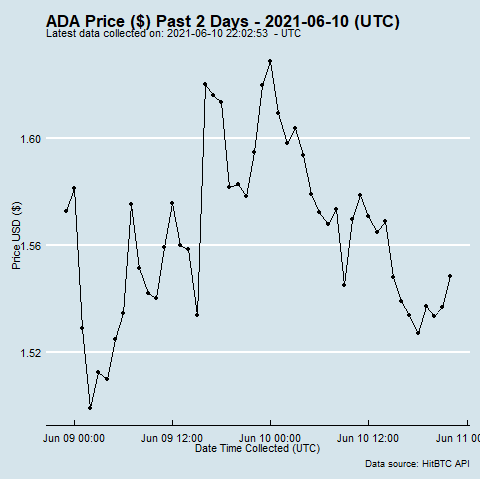 ADA Price ($) Past 2 Days - 2021-06-10 (UTC)
Latest data collected on: 2021-06-10 22:02:53 - UTC
1.60
1.56
1.52
Price USD ($)
Jun 09 00:00 Jun 09 12:00 Jun 10 00:00 Jun 10 12:00 Jun 11 00
Date Time Collected (UTC)
Data source: HitBTC API